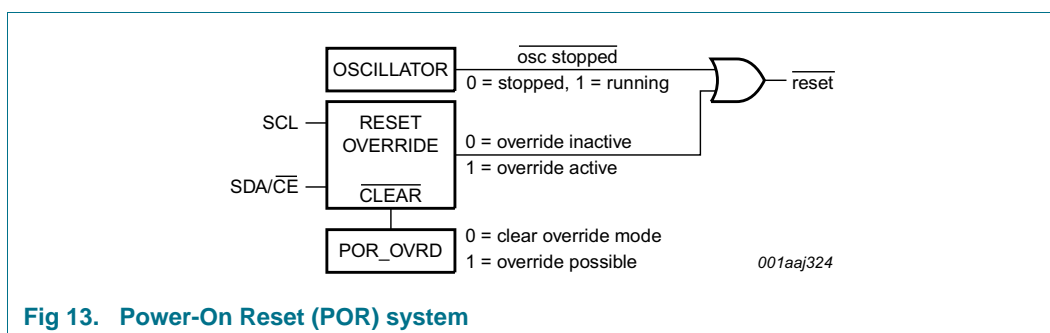 osc stopped
OSCILLATOR
0 = stopped, 1 = running
reset
SCL
RESET
OVERRIDE
0 = override inactive
1 = override active
SDA/CE
CLEAR
POR_OVRD
0 = clear override mode
1 = override possible
001aaj324
Fig 13. Power-On Reset (POR) system